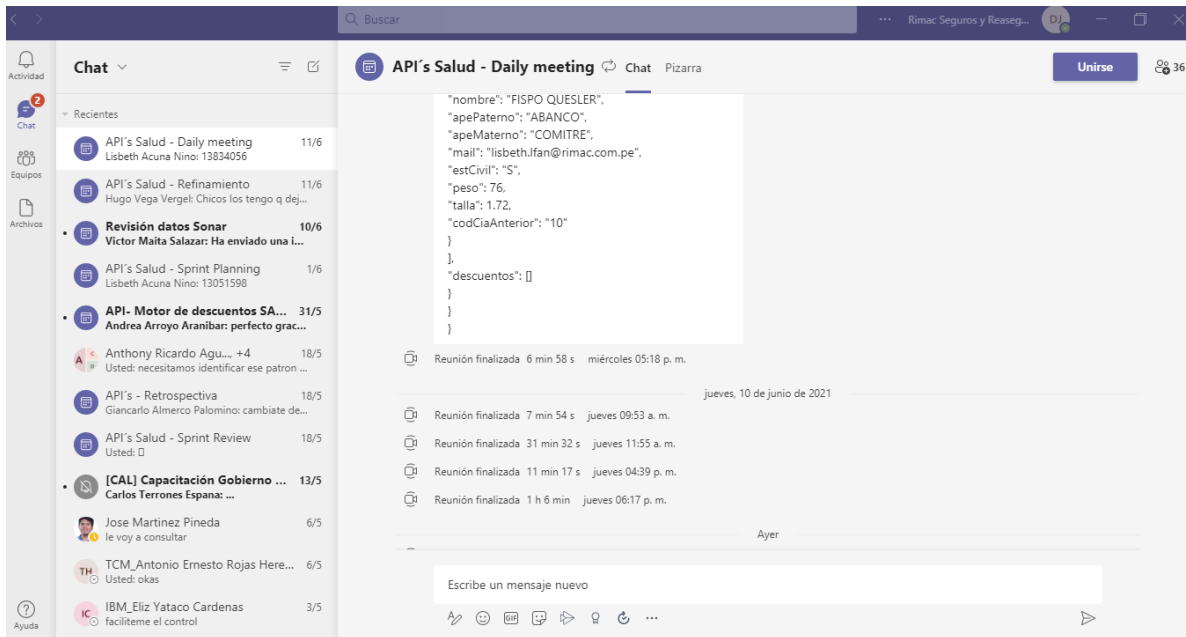 Buscar
Rimac Seguros y Reaseg...
DJ
Actividad
2
Chat
Equipos
Archivos
Ayuda
Chat
Recientes
API´s Salud - Daily meeting 11/6
Lisbeth Acuna Nino: 13834056
API´s Salud - Refinamiento 11/6
Hugo Vega Vergel: Chicos los tengo q dej...
Revisión datos Sonar 10/6
Victor Maita Salazar: Ha enviado una i...
API´s Salud - Sprint Planning 1/6
Lisbeth Acuna Nino: 13051598
API- Motor de descuentos SA... 31/5
Andrea Arroyo Aranibar: perfecto grac...
Anthony Ricardo Agu..., +4 18/5
Usted: necesitamos identificar ese patron ...
API's - Retrospectiva 18/5
Giancarlo Almerco Palomino: cambiate de...
API´s Salud - Sprint Review 18/5
Usted:
[CAL] Capacitación Gobierno ... 13/5
Carlos Terrones Espana: ...
Jose Martinez Pineda 6/5
le voy a consultar
TH
TCM_Antonio Ernesto Rojas Here... 6/5
Usted: okas
IC
IBM_Eliz Yataco Cardenas 3/5
faciliteme el control
API´s Salud - Daily meeting Chat Pizarra
Unirse
36
"nombre": "FISPO QUESLER",
"apePaterno": "ABANCO",
"apeMaterno": "COMITRE",
"mail": "lisbeth.lfan@rimac.com.pe",
"estCivil": "S",
"peso": 76,
"talla": 1.72,
"codCiaAnterior": "10"
}
],
"descuentos": []
}
}
}
Reunión finalizada 6 min 58 s miércoles 05:18 p. m.
jueves, 10 de junio de 2021
Reunión finalizada 7 min 54 s jueves 09:53 a. m.
Reunión finalizada 31 min 32 s jueves 11:55 a. m.
Reunión finalizada 11 min 17 s jueves 04:39 p. m.
Reunión finalizada 1 h 6 min jueves 06:17 p. m.
Ayer
Escribe un mensaje nuevo
GIF